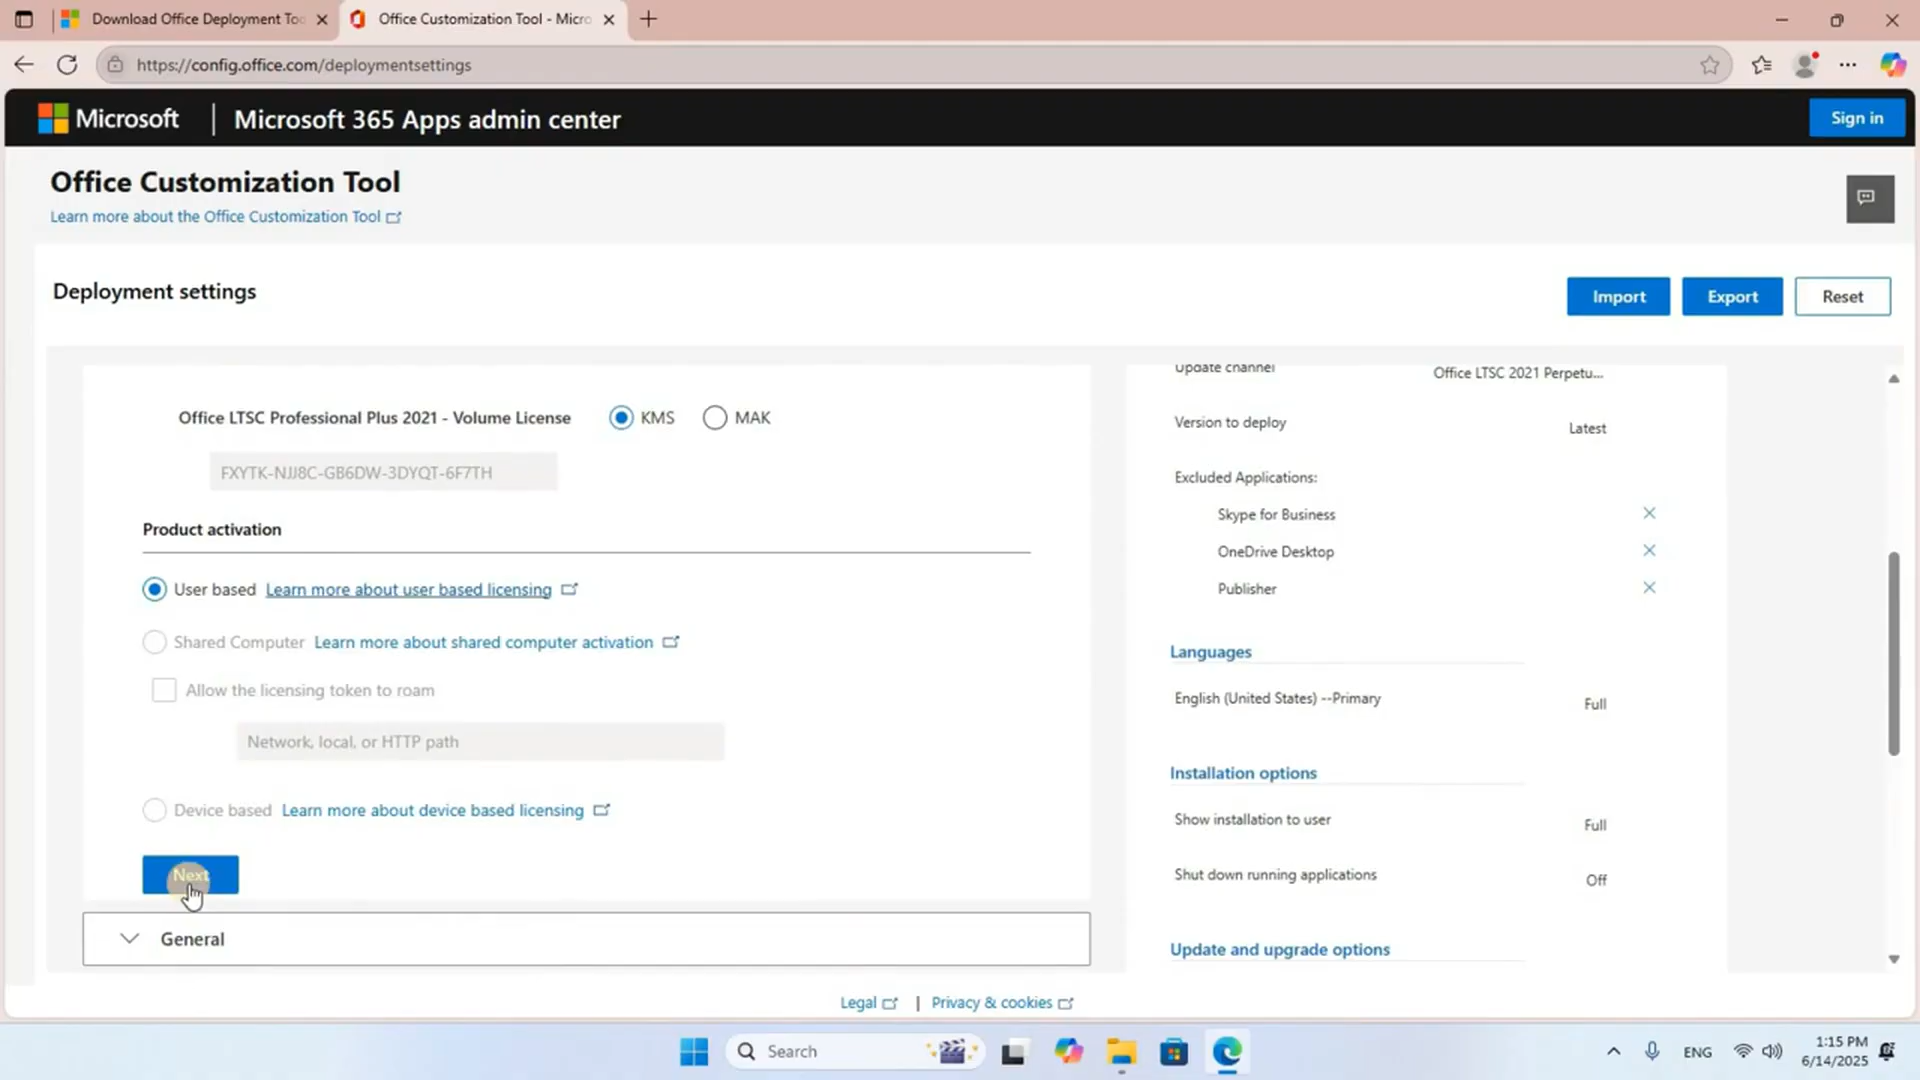 Download Office Deployment Too
Office Customization Tool - Micro
https://config.office.com/deploymentsettings
Microsoft | Microsoft 365 Apps admin center
Sign in
Office Customization Tool
Learn more about the Office Customization Tool
Deployment settings
Import
Export
Reset
Office LTSC Professional Plus 2021 - Volume License
KMS
MAK
FXYTK-NJJ8C-GB6DW-3DYQT-6F7TH
Product activation
User based Learn more about user based licensing
Shared Computer Learn more about shared computer activation
Allow the licensing token to roam
Network, local, or HTTP path
Device based Learn more about device based licensing
Next
General
Update channel
Office LTSC 2021 Perpetu...
Version to deploy
Latest
Excluded Applications:
Skype for Business
OneDrive Desktop
Publisher
Languages
English (United States) --Primary
Full
Installation options
Show installation to user
Full
Shut down running applications
Off
Update and upgrade options
Legal | Privacy & cookies
Search
ENG
1:15 PM
6/14/2025